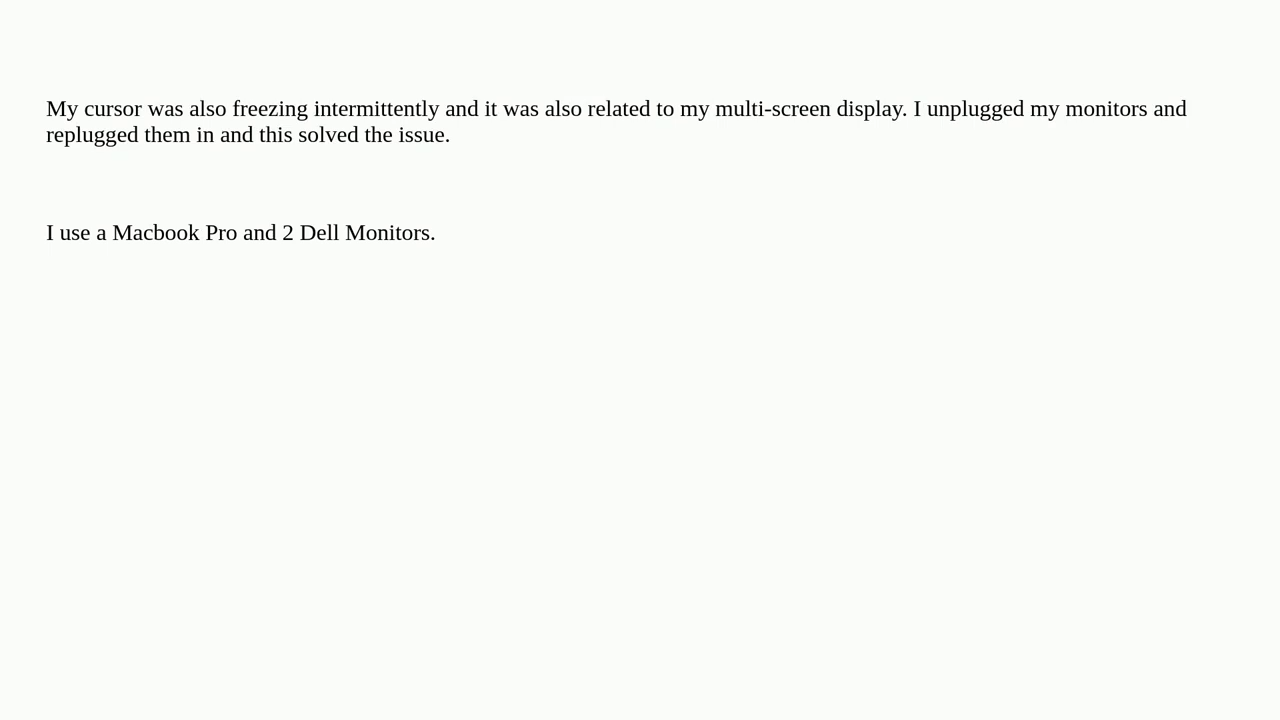 My cursor was also freezing intermittently and it was also related to my multi-screen display. I unplugged my monitors and
replugged them in and this solved the issue.
I use a Macbook Pro and 2 Dell Monitors.